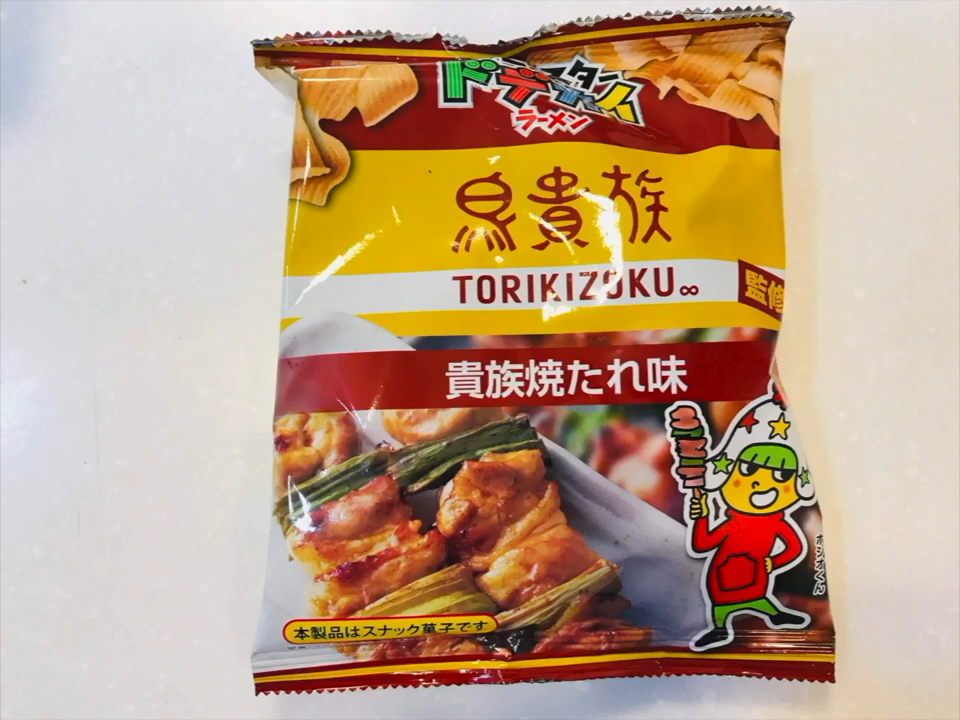 ドデカイ
ラーメン
鳥貴族
TORIKIZOKU∞
監修
貴族焼たれ味
ホシオくん
本製品はスナック菓子です